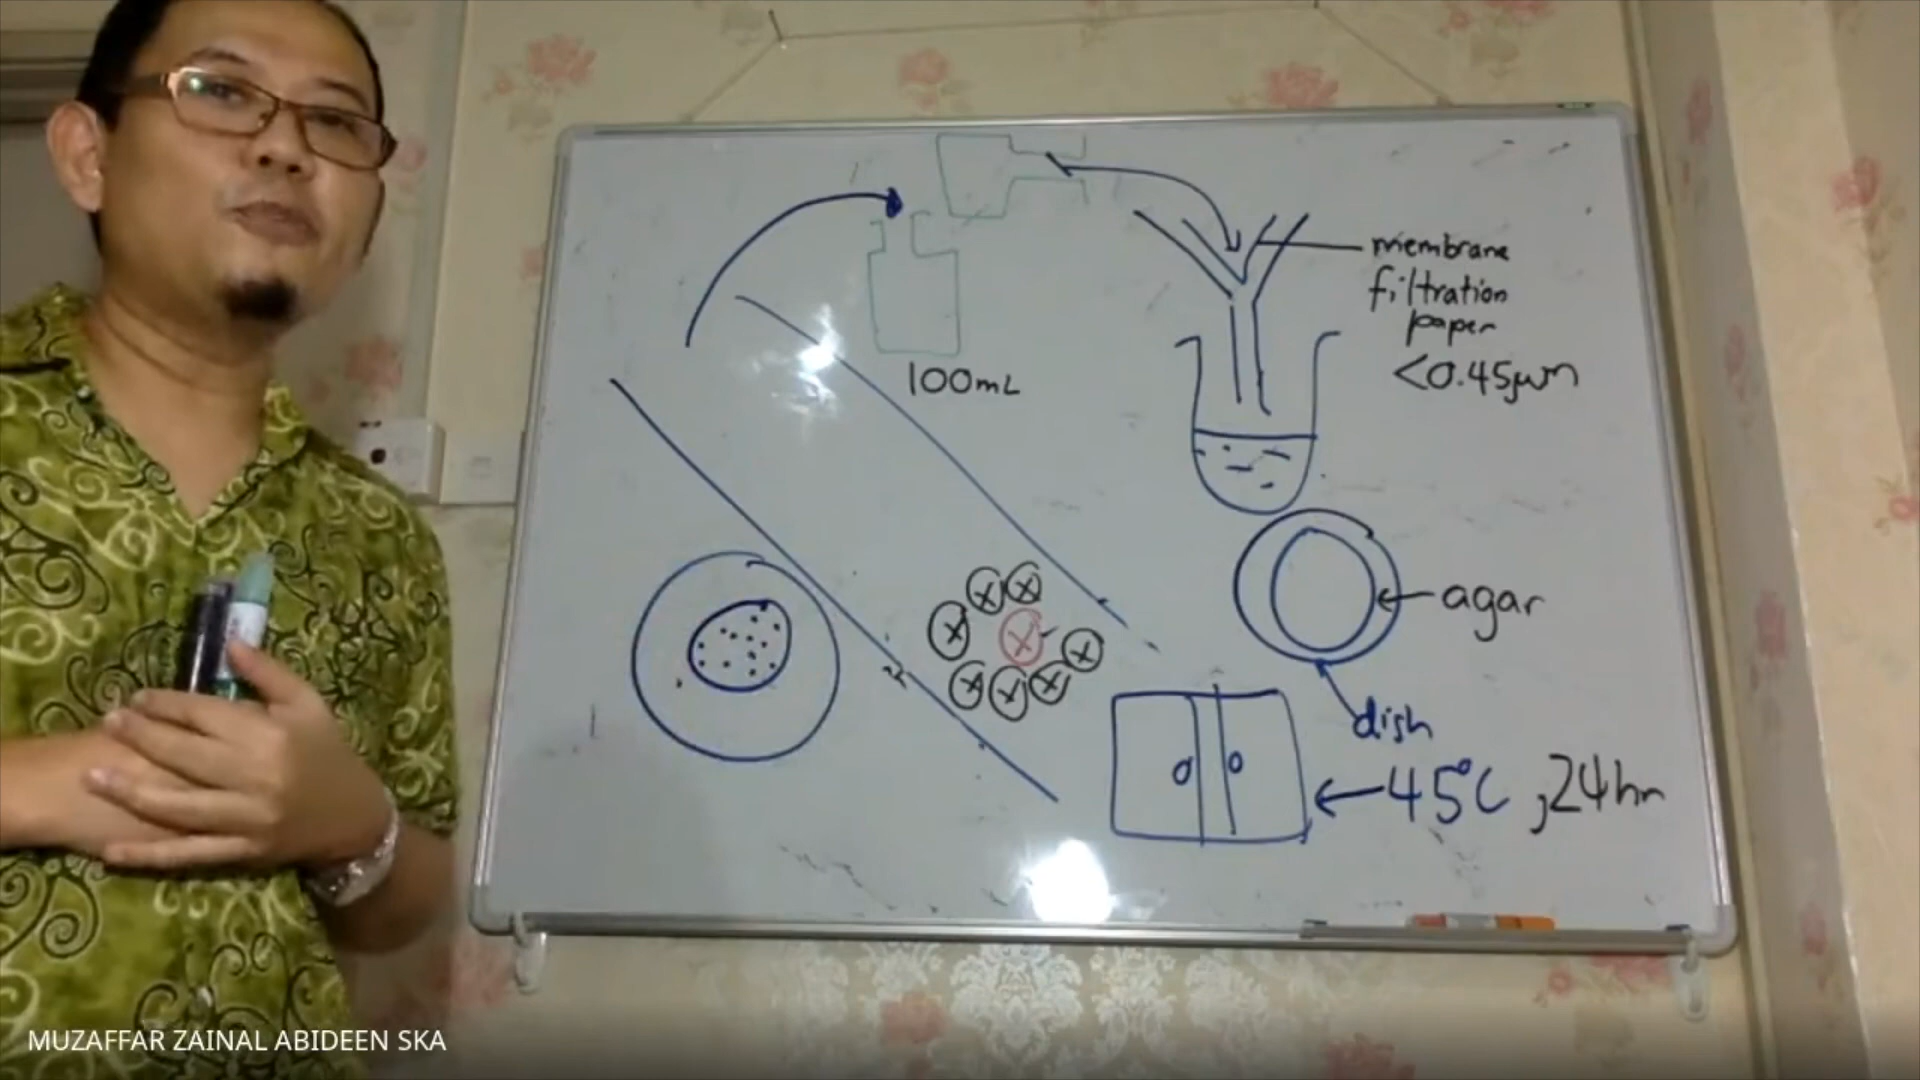 100mL
membrane
filtration
paper
<0.45µm
agar
dish
45°C , 24hr
MUZAFFAR ZAINAL ABIDEEN SKA